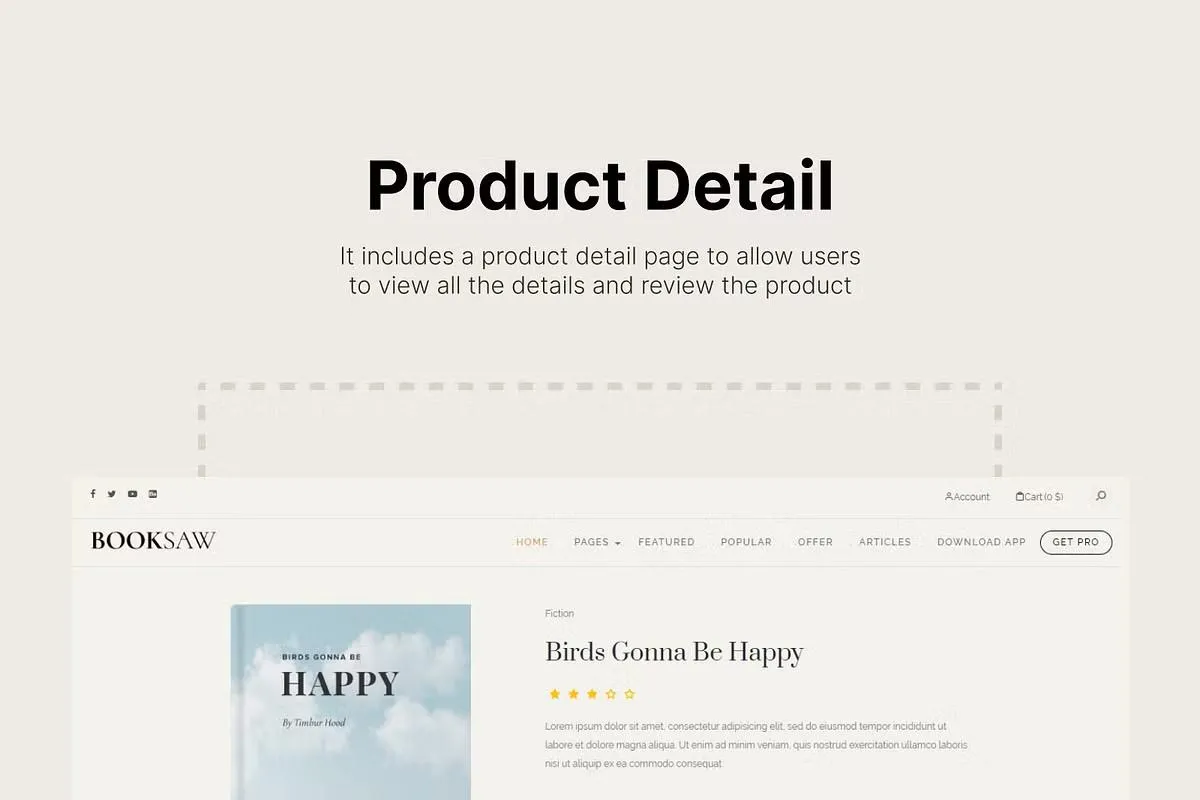 Product Detail
It includes a product detail page to allow users
to view all the details and review the product
Account Cart (0 $)
BOOKSAW HOME PAGES FEATURED POPULAR OFFER ARTICLES DOWNLOAD APP GET PRO
BIRDS GONNA BE
HAPPY
By Timbur Hood
Fiction
Birds Gonna Be Happy
Lorem ipsum dolor sit amet, consectetur adipisicing elit, sed do eiusmod tempor incididunt ut
labore et dolore magna aliqua. Ut enim ad minim veniam, quis nostrud exercitation ullamco laboris
nisi ut aliquip ex ea commodo consequat.